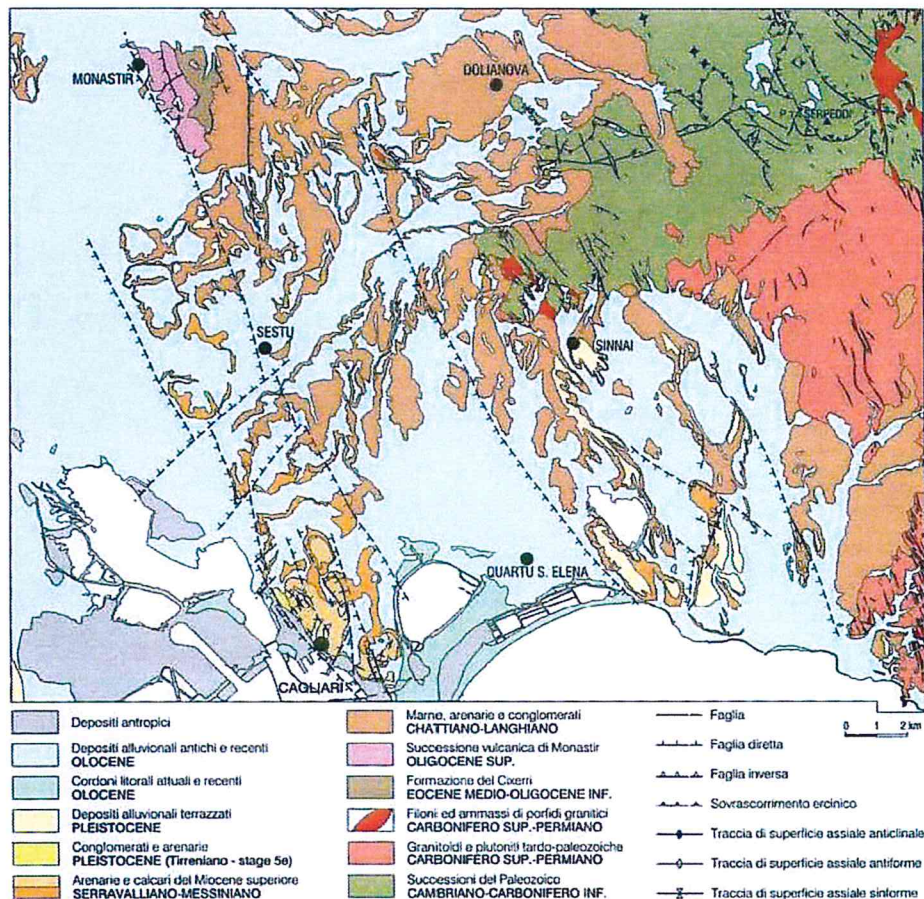 MONASTIR
DOLIANOVA
P.TA SERPEDDI
SESTU
SINNAI
QUARTU S. ELENA
CAGLIARI
Depositi antropici
Depositi alluvionali antichi e recenti
OLOCENE
Cordoni litorali attuali e recenti
OLOCENE
Depositi alluvionali terrazzati
PLEISTOCENE
Conglomerati e arenarie
PLEISTOCENE (Tirreniano - stage 5e)
Arenarie e calcari del Miocene superiore
SERRAVALLIANO-MESSINIANO
Marne, arenarie e conglomerati
CHATTIANO-LANGHIANO
Successione vulcanica di Monastir
OLIGOCENE SUP.
Formazione del Cixerri
EOCENE MEDIO-OLIGOCENE INF.
Filoni ed ammassi di porfidi granitici
CARBONIFERO SUP.-PERMIANO
Granitoidi e plutoniti tardo-paleozoiche
CARBONIFERO SUP.-PERMIANO
Successioni del Paleozoico
CAMBRIANO-CARBONIFERO INF.
Faglia
Faglia diretta
Faglia inversa
Sovrascorrimento ercinico
Traccia di superficie assiale anticlinale
Traccia di superficie assiale antiforme
Traccia di superficie assiale sinforme
0 1 2 km